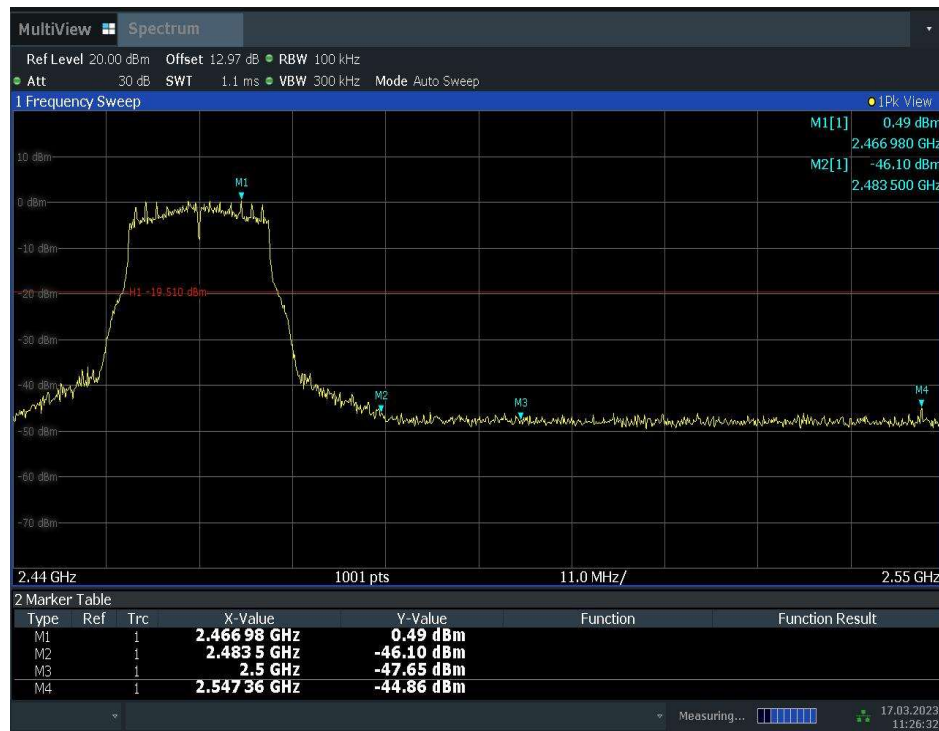 MultiView Spectrum
Ref Level 20.00 dBm Offset 12.97 dB RBW 100 kHz
Att 30 dB SWT 1.1 ms VBW 300 kHz Mode Auto Sweep
1 Frequency Sweep 1Pk View
M1[1] 0.49 dBm
2.466 980 GHz
10 dBm
M2[1] -46.10 dBm
2.483 500 GHz
M1
0 dBm
-10 dBm
-20 dBm H1 -19.510 dBm
-30 dBm
-40 dBm
M2
M3
M4
-50 dBm
-60 dBm
-70 dBm
2.44 GHz 1001 pts 11.0 MHz/ 2.55 GHz
2 Marker Table
Type Ref Trc X-Value Y-Value Function Function Result
M1 1 2.466 98 GHz 0.49 dBm
M2 1 2.483 5 GHz -46.10 dBm
M3 1 2.5 GHz -47.65 dBm
M4 1 2.547 36 GHz -44.86 dBm
Measuring... 17.03.2023
11:26:32